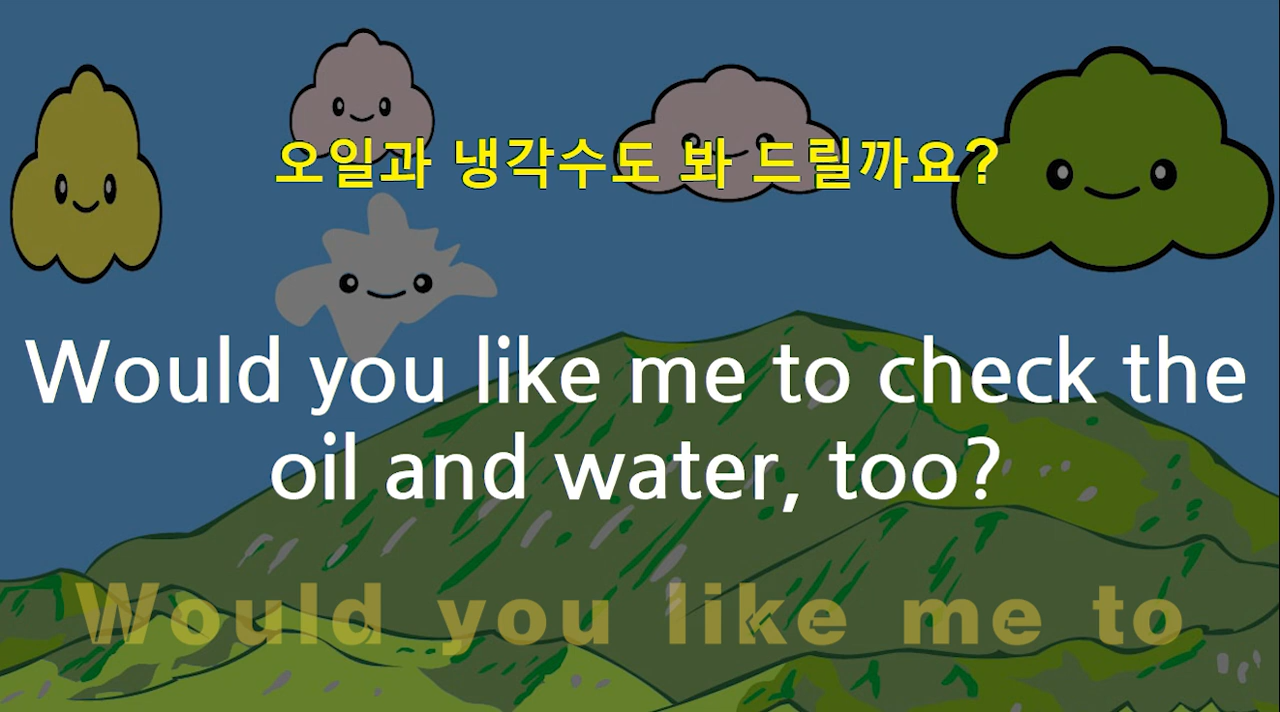 오일과 냉각수도 봐 드릴까요?
Would you like me to check the
oil and water, too?
Would you like me to